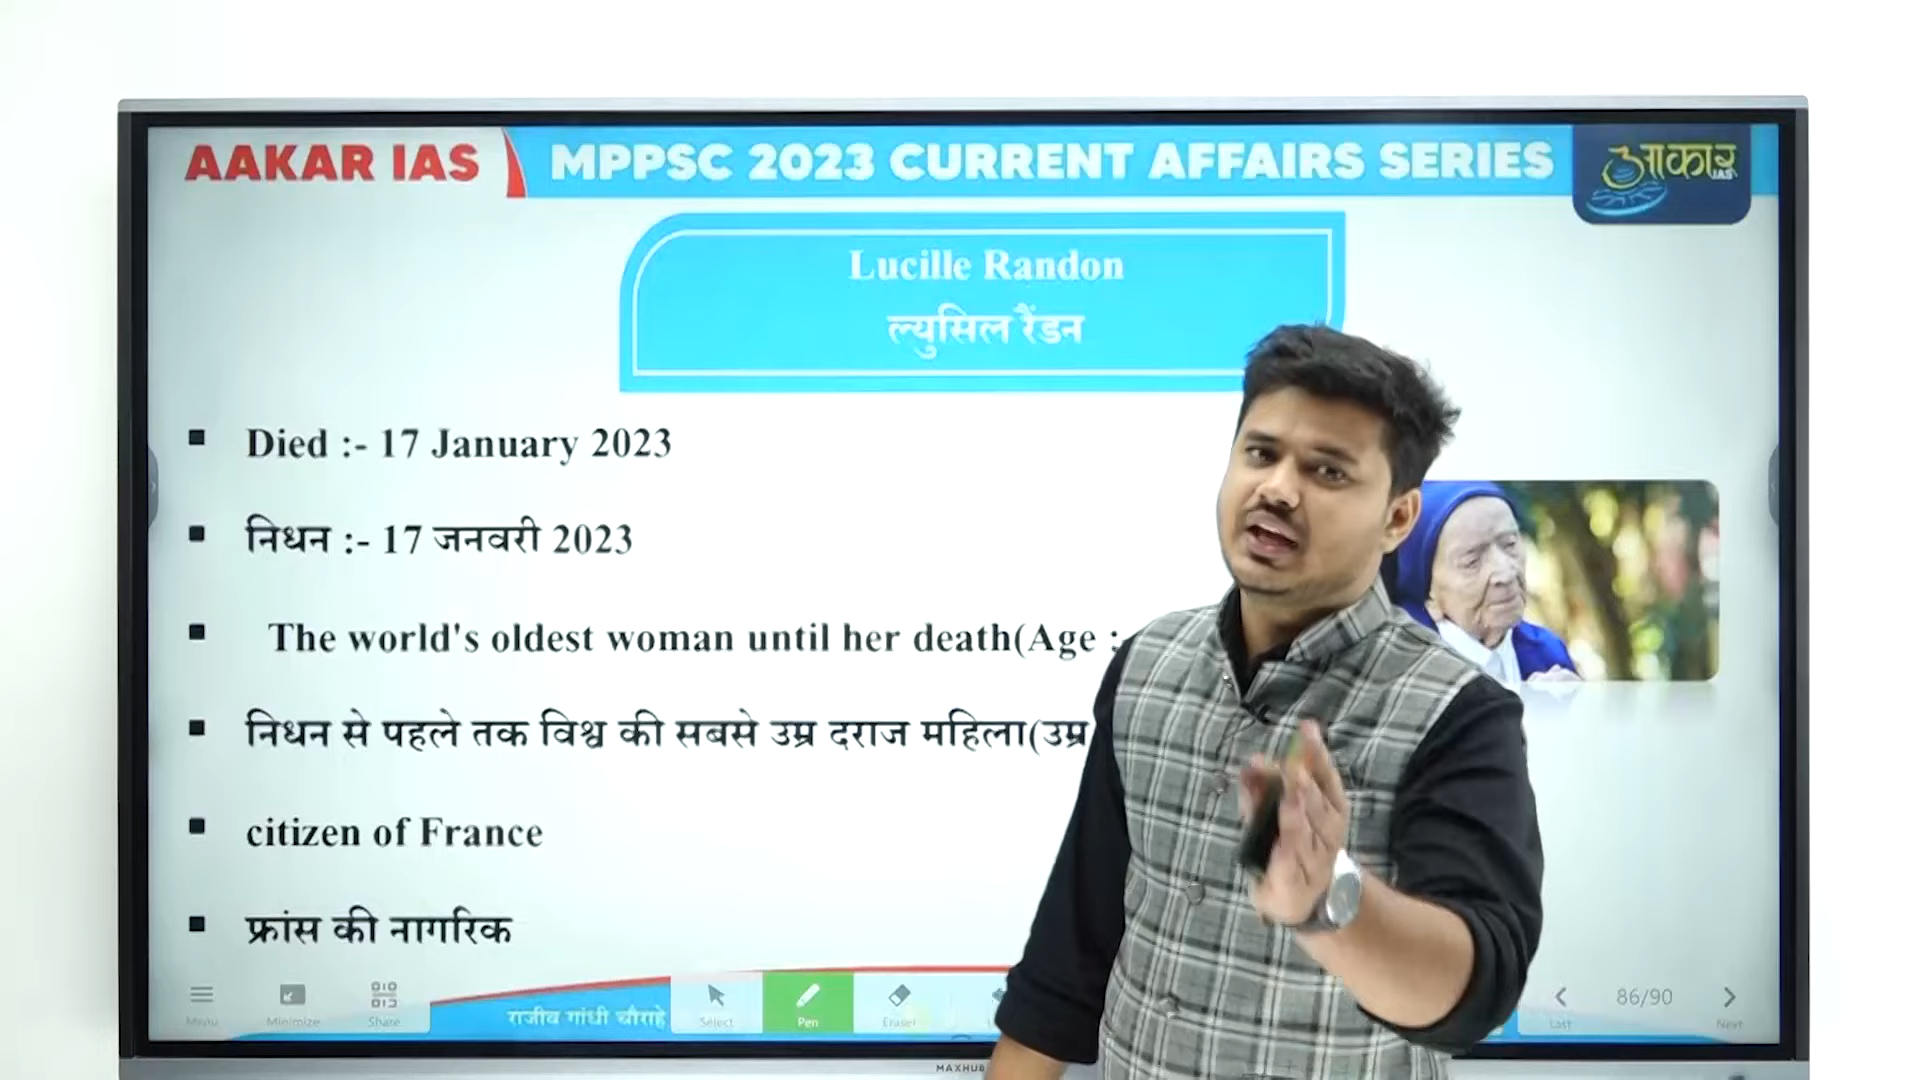 AAKAR IAS MPPSC 2023 CURRENT AFFAIRS SERIES आकार IAS
Lucille Randon
ल्युसिल रैंडन
Died :- 17 January 2023
निधन :- 17 जनवरी 2023
The world's oldest woman until her death(Age :
निधन से पहले तक विश्व की सबसे उम्र दराज महिला(उम्र
citizen of France
फ्रांस की नागरिक
राजीव गांधी चौराहे
Menu Minimize Share Select Pen Eraser Last 86/90 Next
MAXHUB